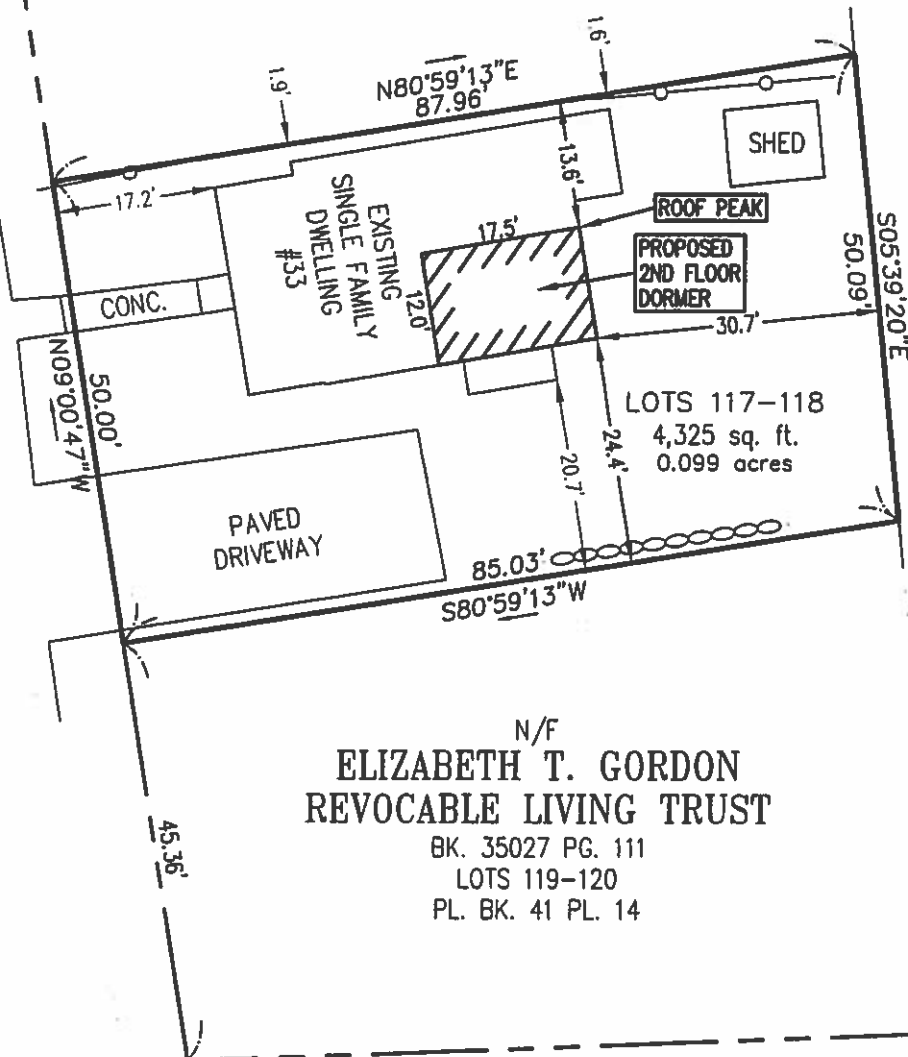 1.6'
1.9'
N80°59'13"E
87.96'
SHED
13.6'
17.2'
ROOF PEAK
EXISTING
SINGLE FAMILY
DWELLING
#33
17.5'
PROPOSED
2ND FLOOR
DORMER
S05°39'20"E
50.09'
CONC.
12.0'
30.7'
N09°00'47"W
50.00'
LOTS 117-118
4,325 sq. ft.
0.099 acres
24.4'
20.7'
PAVED
DRIVEWAY
85.03'
S80°59'13"W
N/F
ELIZABETH T. GORDON
REVOCABLE LIVING TRUST
BK. 35027 PG. 111
LOTS 119-120
PL. BK. 41 PL. 14
45.36'